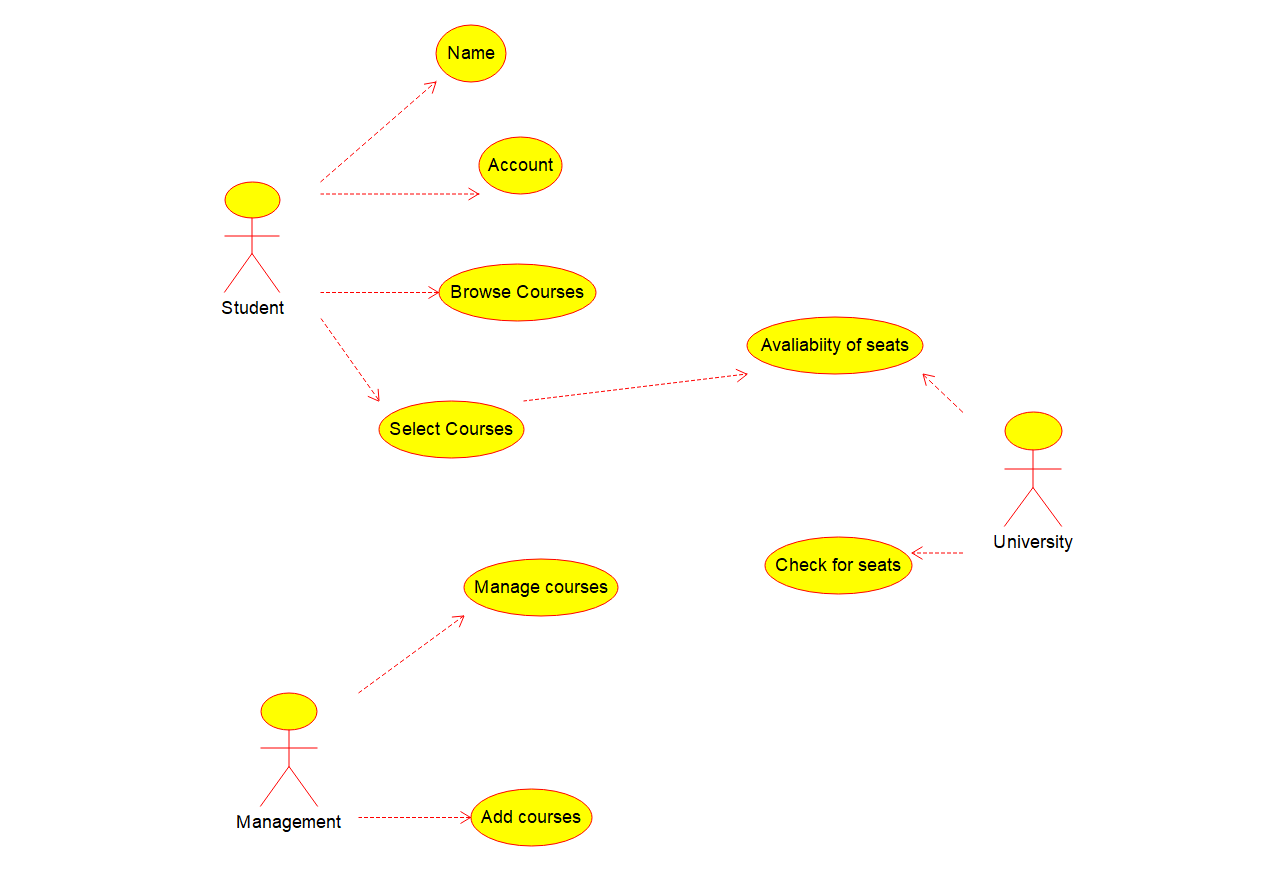 Name
Account
Student
Browse Courses
Avaliabiity of seats
Select Courses
University
Check for seats
Manage courses
Management
Add courses